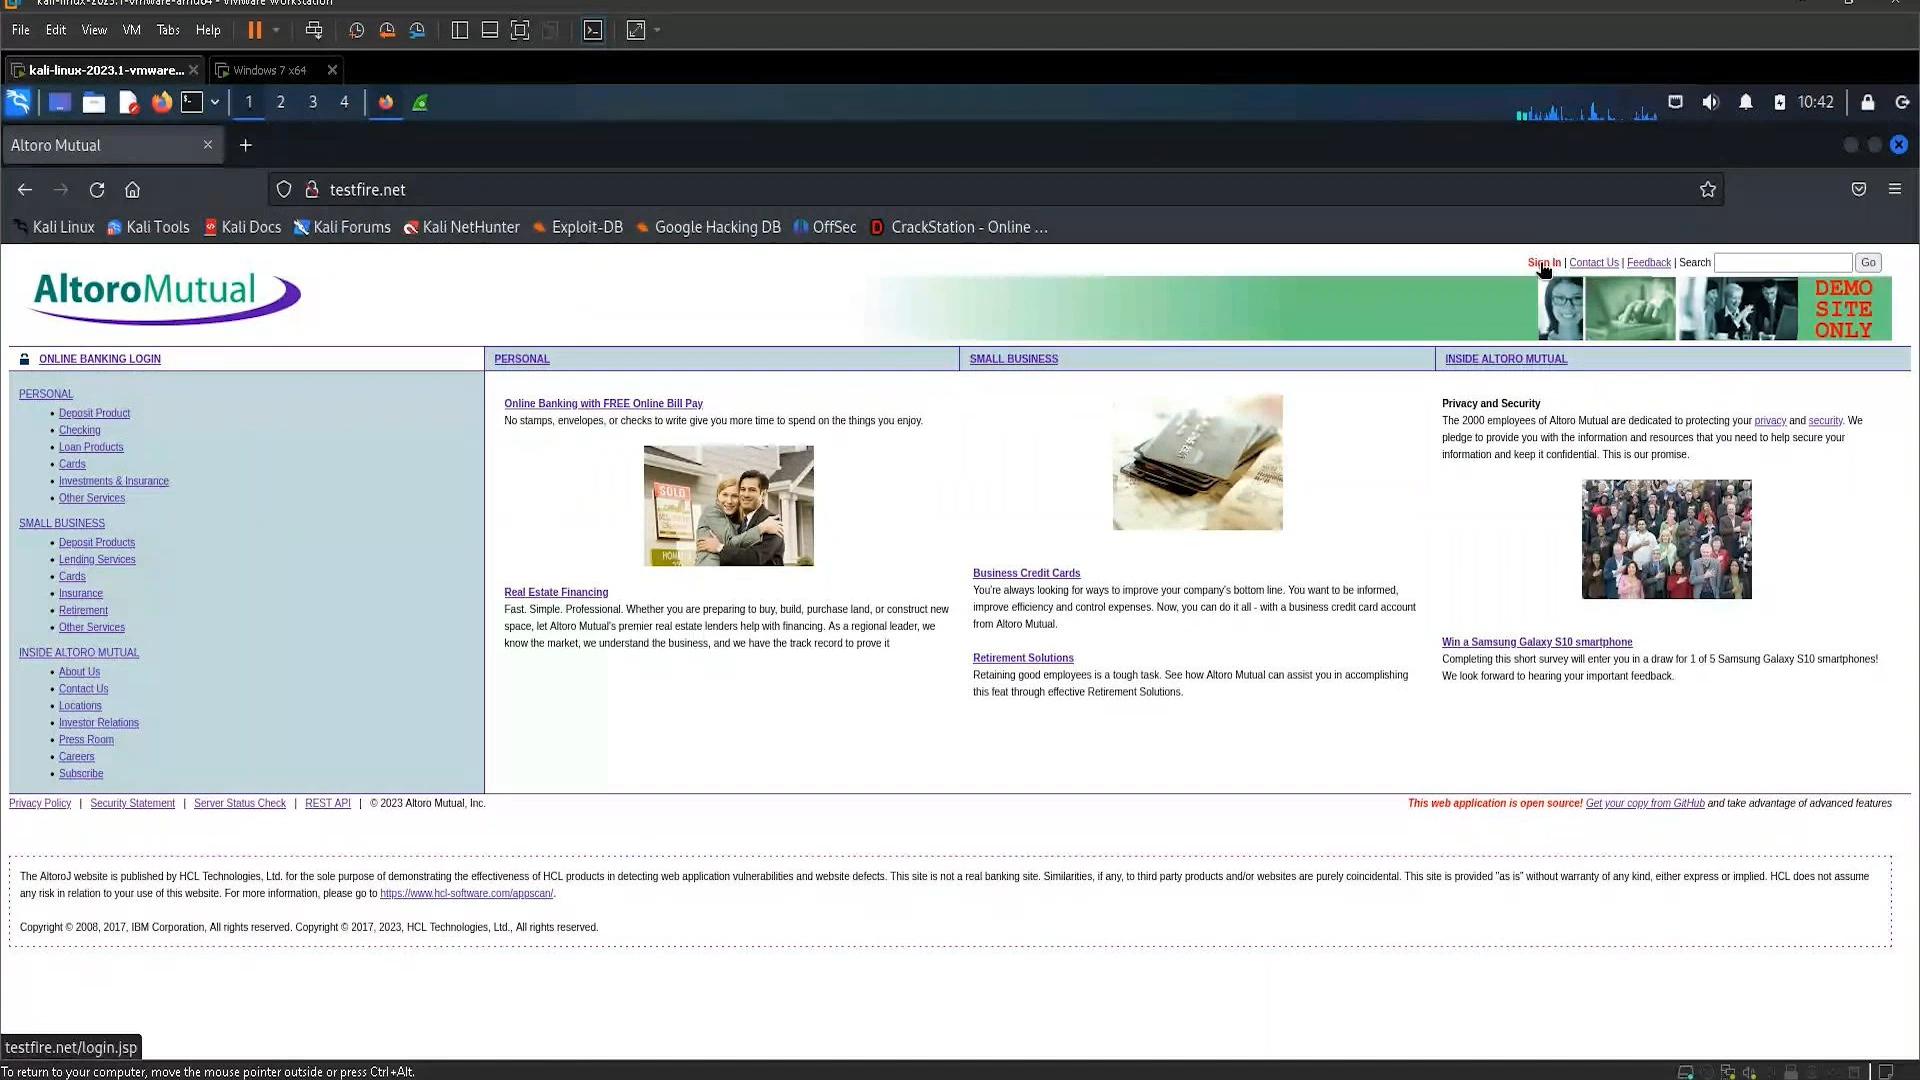 kali-linux-2023.1-vmware-amd64 - VMware Workstation
File Edit View VM Tabs Help
kali-linux-2023.1-vmware... Windows 7 x64
1 2 3 4 10:42
Altoro Mutual
testfire.net
Kali Linux Kali Tools Kali Docs Kali Forums Kali NetHunter Exploit-DB Google Hacking DB OffSec CrackStation - Online ...
Sign In | Contact Us | Feedback | Search Go
AltoroMutual
DEMO
SITE
ONLY
ONLINE BANKING LOGIN PERSONAL SMALL BUSINESS INSIDE ALTORO MUTUAL
PERSONAL
• Deposit Product
• Checking
• Loan Products
• Cards
• Investments & Insurance
• Other Services
SMALL BUSINESS
• Deposit Products
• Lending Services
• Cards
• Insurance
• Retirement
• Other Services
INSIDE ALTORO MUTUAL
• About Us
• Contact Us
• Locations
• Investor Relations
• Press Room
• Careers
• Subscribe
Online Banking with FREE Online Bill Pay
No stamps, envelopes, or checks to write give you more time to spend on the things you enjoy.
SOLD
HOM
Real Estate Financing
Fast. Simple. Professional. Whether you are preparing to buy, build, purchase land, or construct new
space, let Altoro Mutual's premier real estate lenders help with financing. As a regional leader, we
know the market, we understand the business, and we have the track record to prove it
Business Credit Cards
You're always looking for ways to improve your company's bottom line. You want to be informed,
improve efficiency and control expenses. Now, you can do it all - with a business credit card account
from Altoro Mutual.
Retirement Solutions
Retaining good employees is a tough task. See how Altoro Mutual can assist you in accomplishing
this feat through effective Retirement Solutions.
Privacy and Security
The 2000 employees of Altoro Mutual are dedicated to protecting your privacy and security. We
pledge to provide you with the information and resources that you need to help secure your
information and keep it confidential. This is our promise.
Win a Samsung Galaxy S10 smartphone
Completing this short survey will enter you in a draw for 1 of 5 Samsung Galaxy S10 smartphones!
We look forward to hearing your important feedback.
Privacy Policy | Security Statement | Server Status Check | REST API | © 2023 Altoro Mutual, Inc.
This web application is open source! Get your copy from GitHub and take advantage of advanced features
The AltoroJ website is published by HCL Technologies, Ltd. for the sole purpose of demonstrating the effectiveness of HCL products in detecting web application vulnerabilities and website defects. This site is not a real banking site. Similarities, if any, to third party products and/or websites are purely coincidental. This site is provided "as is" without warranty of any kind, either express or implied. HCL does not assume
any risk in relation to your use of this website. For more information, please go to https://www.hcl-software.com/appscan/.
Copyright © 2008, 2017, IBM Corporation, All rights reserved. Copyright © 2017, 2023, HCL Technologies, Ltd., All rights reserved.
testfire.net/login.jsp
To return to your computer, move the mouse pointer outside or press Ctrl+Alt.